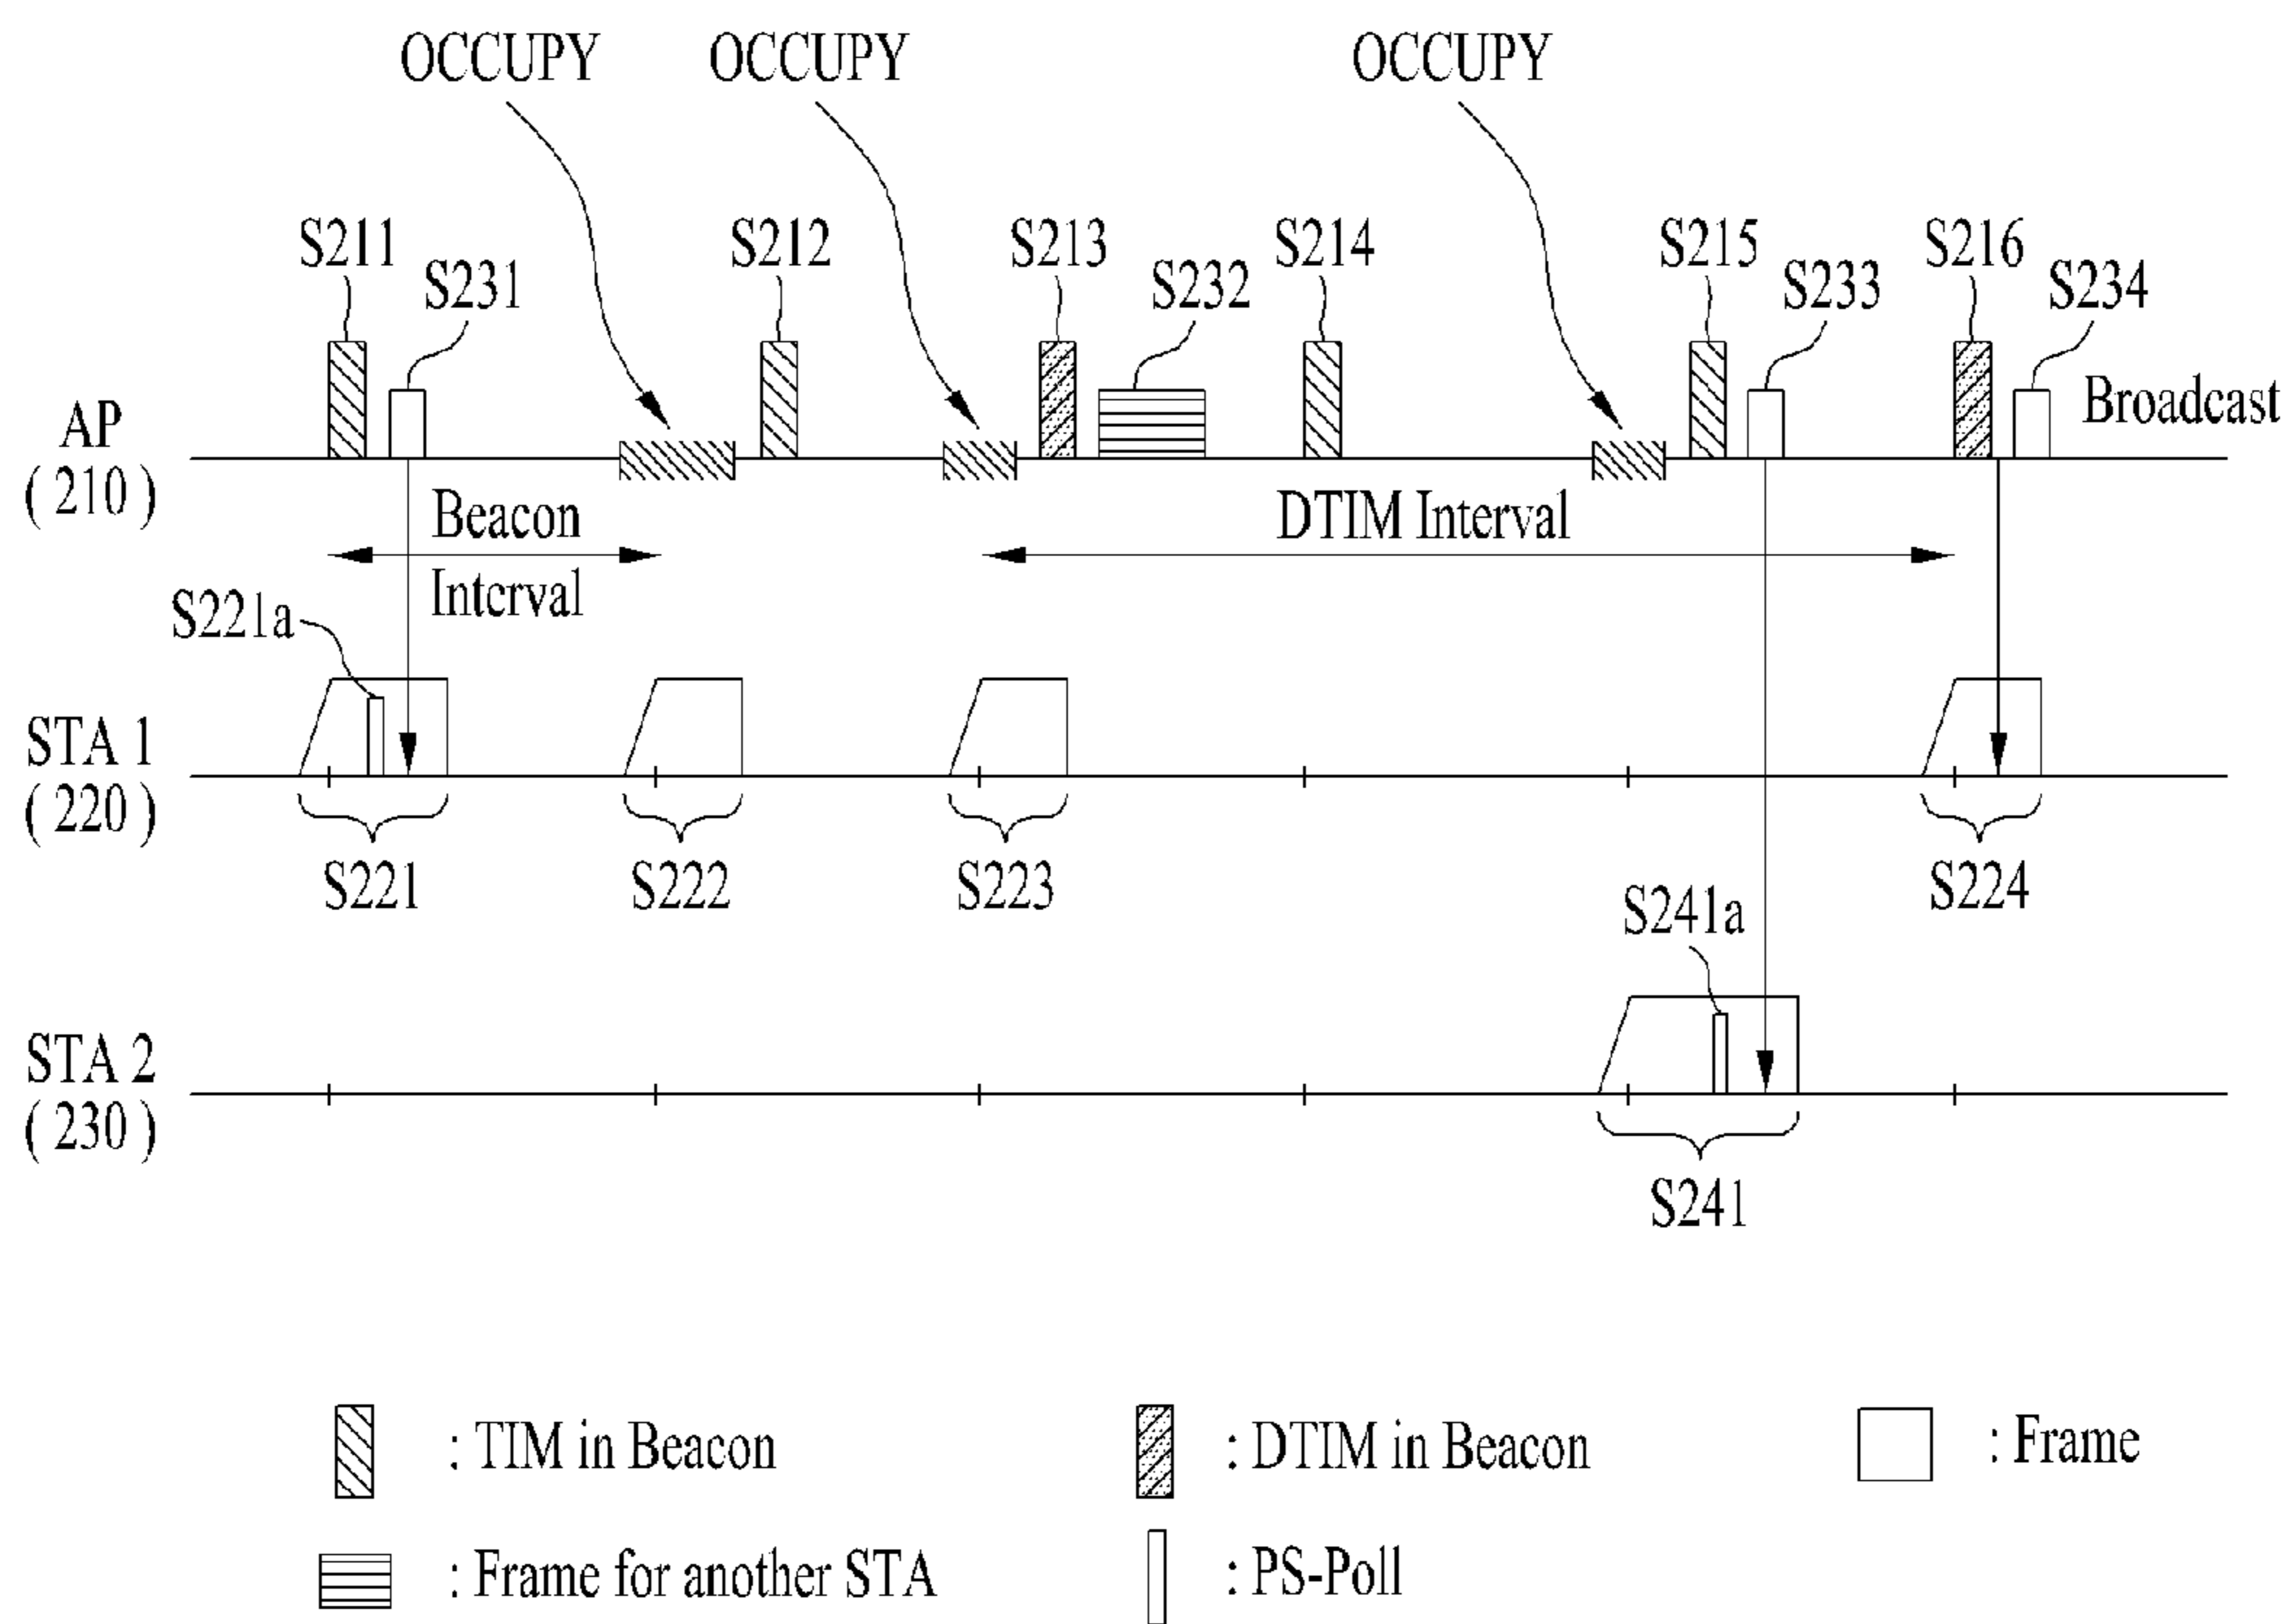 OCCUPY OCCUPY OCCUPY
S211 S212 S213 S214 S215 S216
S231 S232 S233 S234
Broadcast
AP
( 210 )
Beacon
Interval
DTIM Interval
S221a
STA 1
( 220 )
S221 S222 S223 S224
S241a
STA 2
( 230 )
S241
: TIM in Beacon : DTIM in Beacon : Frame
: Frame for another STA : PS-Poll